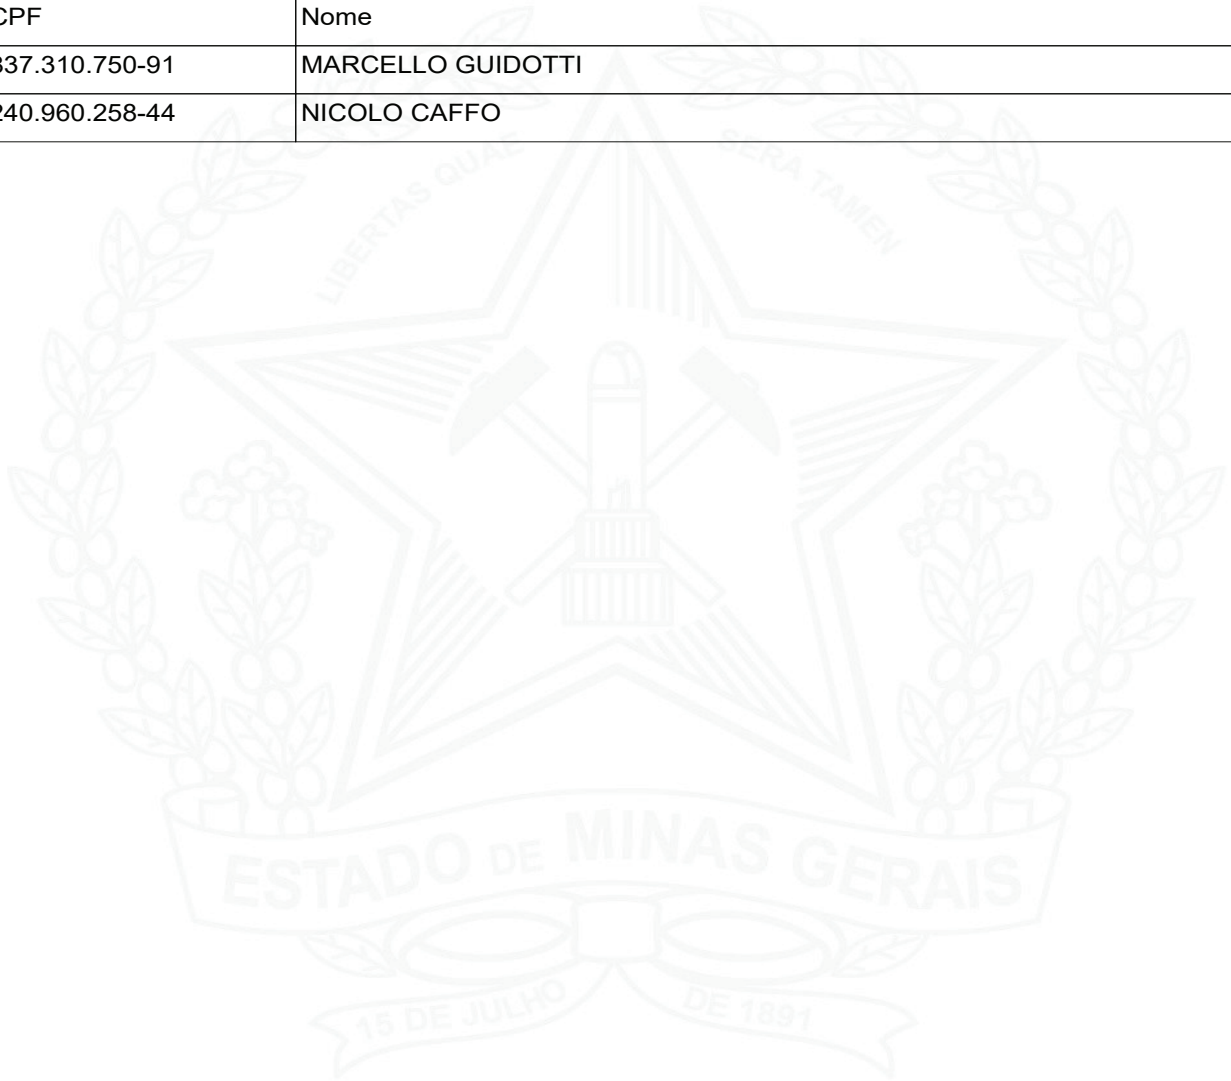 CPF Nome
337.310.750-91 MARCELLO GUIDOTTI
240.960.258-44 NICOLO CAFFO
LIBERTAS QUAE SERA TAMEN
ESTADO DE MINAS GERAIS
15 DE JULHO DE 1891